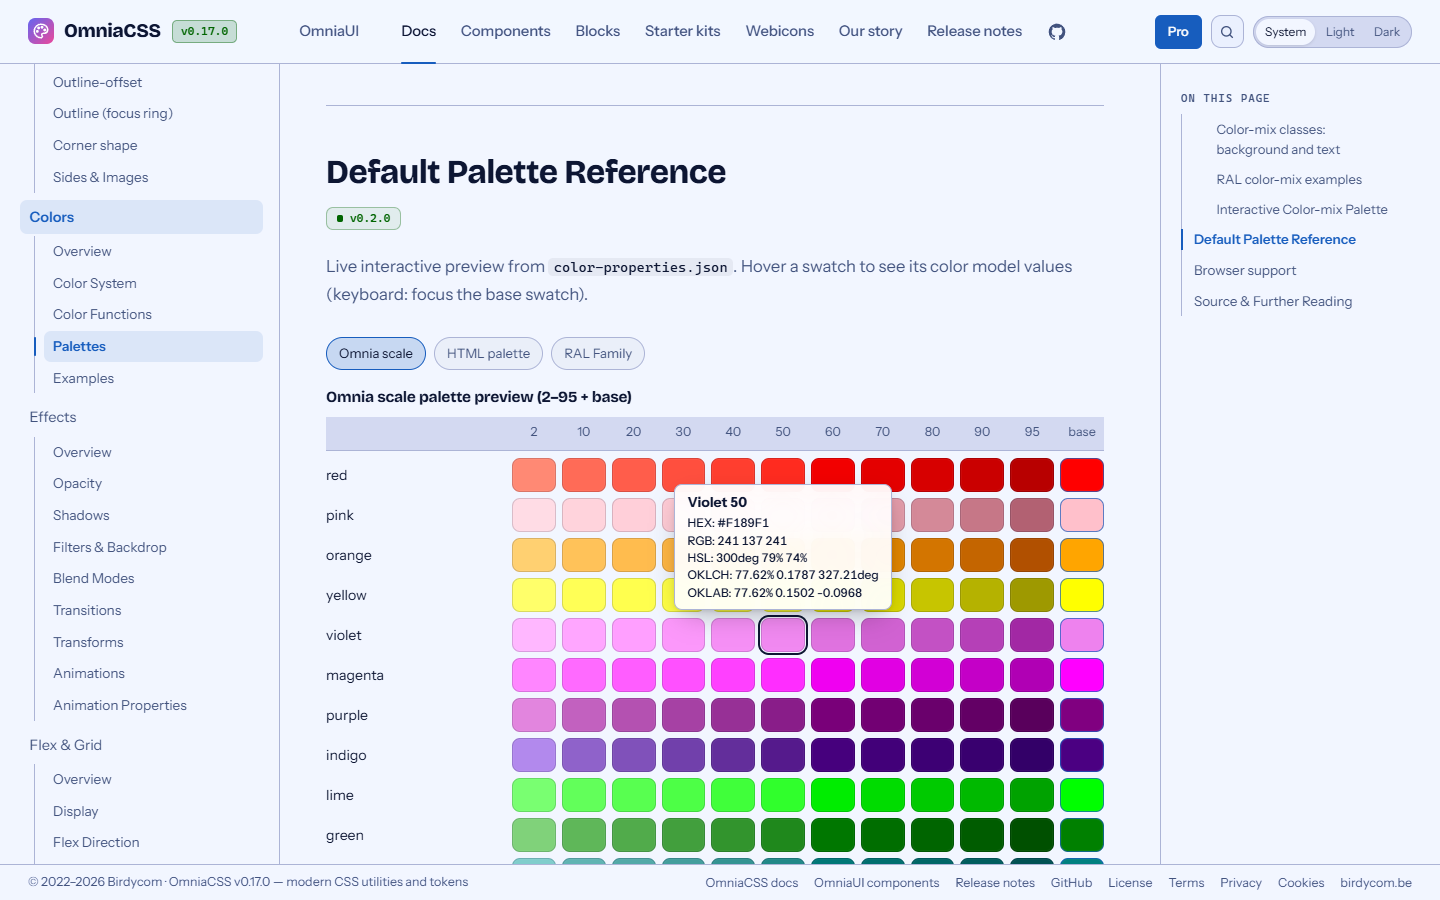 OmniaCSS
v0.17.0
OmniaUI
Docs
Components
Blocks
Starter kits
Webicons
Our story
Release notes
Pro
System
Light
Dark
Outline-offset
Outline (focus ring)
Corner shape
Sides & Images
Colors
Overview
Color System
Color Functions
Palettes
Examples
Effects
Overview
Opacity
Shadows
Filters & Backdrop
Blend Modes
Transitions
Transforms
Animations
Animation Properties
Flex & Grid
Overview
Display
Flex Direction
Default Palette Reference
v0.2.0
Live interactive preview from color-properties.json. Hover a swatch to see its color model values
(keyboard: focus the base swatch).
Omnia scale
HTML palette
RAL Family
Omnia scale palette preview (2–95 + base)
2 10 20 30 40 50 60 70 80 90 95 base
red
pink
orange
yellow
violet
magenta
purple
indigo
lime
green
Violet 50
HEX: #F189F1
RGB: 241 137 241
HSL: 300deg 79% 74%
OKLCH: 77.62% 0.1787 327.21deg
OKLAB: 77.62% 0.1502 -0.0968
ON THIS PAGE
Color-mix classes:
background and text
RAL color-mix examples
Interactive Color-mix Palette
Default Palette Reference
Browser support
Source & Further Reading
© 2022–2026 Birdycom · OmniaCSS v0.17.0 — modern CSS utilities and tokens
OmniaCSS docs
OmniaUI components
Release notes
GitHub
License
Terms
Privacy
Cookies
birdycom.be